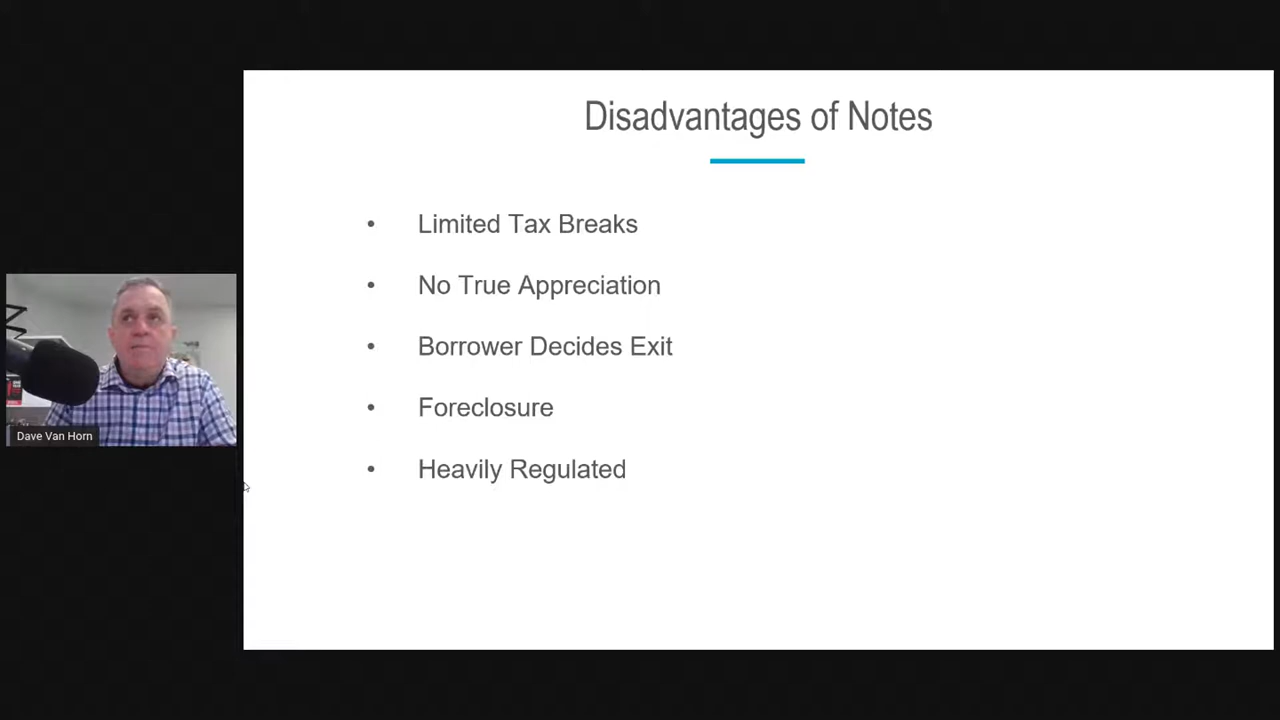 Disadvantages of Notes
• Limited Tax Breaks
• No True Appreciation
• Borrower Decides Exit
• Foreclosure
• Heavily Regulated
Dave Van Horn